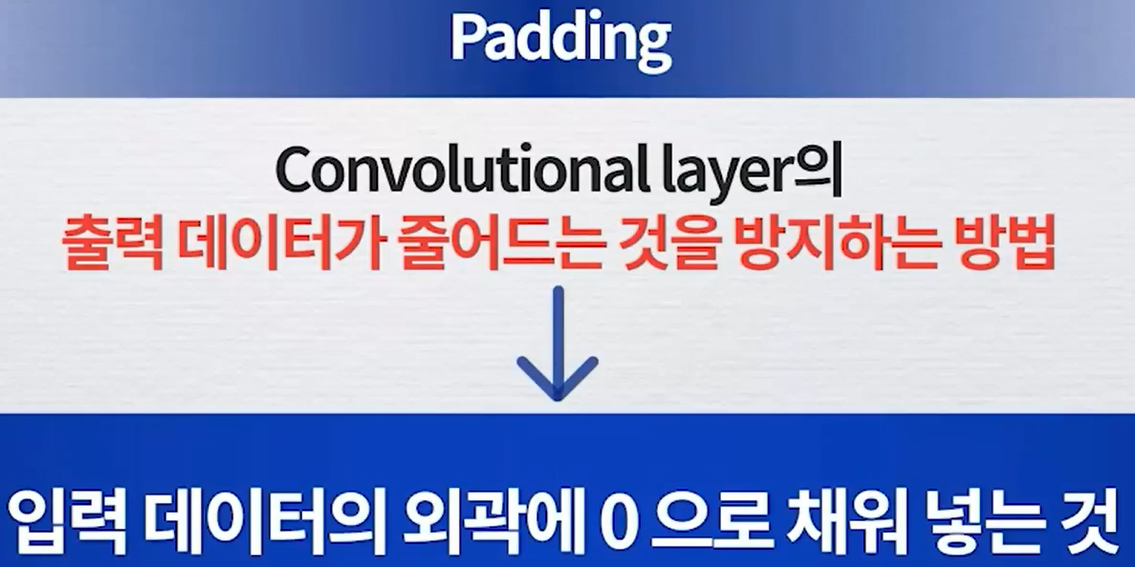 Padding
Convolutional layer의
출력 데이터가 줄어드는 것을 방지하는 방법
입력 데이터의 외곽에 0 으로 채워 넣는 것